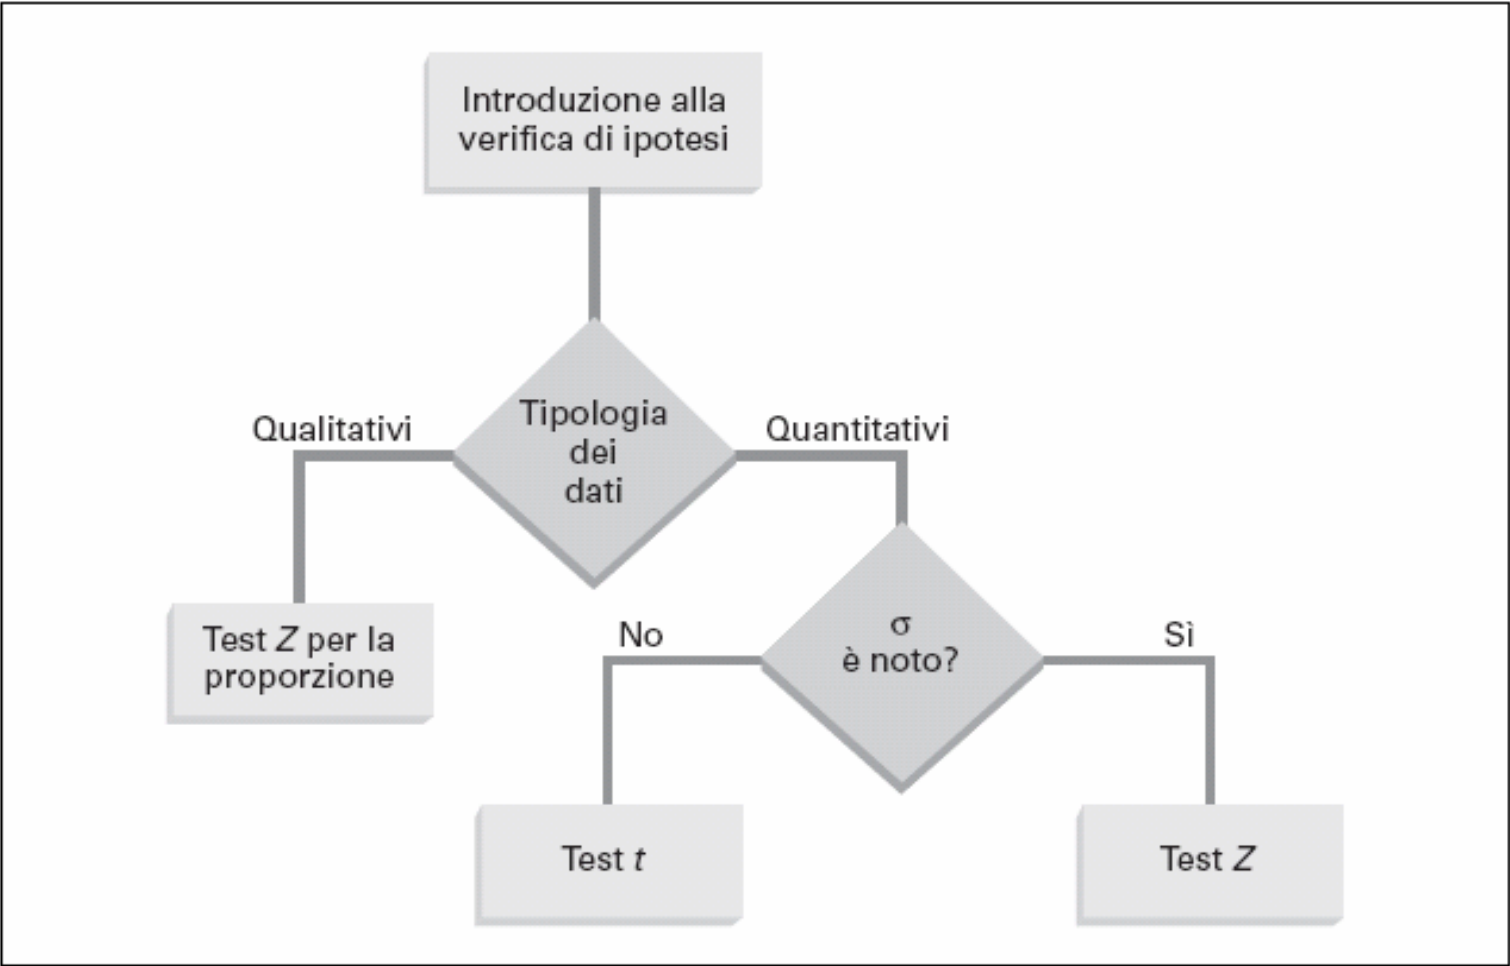 Introduzione alla
verifica di ipotesi
Qualitativi
Tipologia
dei
dati
Quantitativi
Test Z per la
proporzione
No
σ
è noto?
Sì
Test t
Test Z